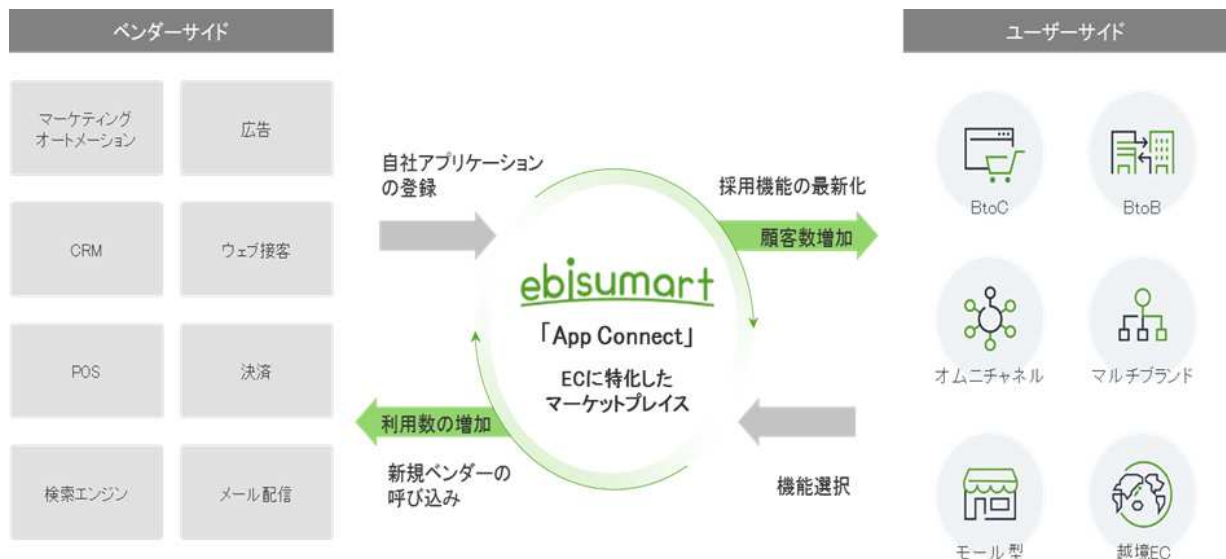 ベンダーサイド
マーケティング
オートメーション
広告
CRM
ウェブ接客
POS
決済
検索エンジン
メール配信
自社アプリケーション
の登録
利用数の増加
新規ベンダーの
呼び込み
ebisumart
「App Connect」
ECに特化した
マーケットプレイス
採用機能の最新化
顧客数増加
機能選択
ユーザーサイド
BtoC
BtoB
オムニチャネル
マルチブランド
モール型
越境EC